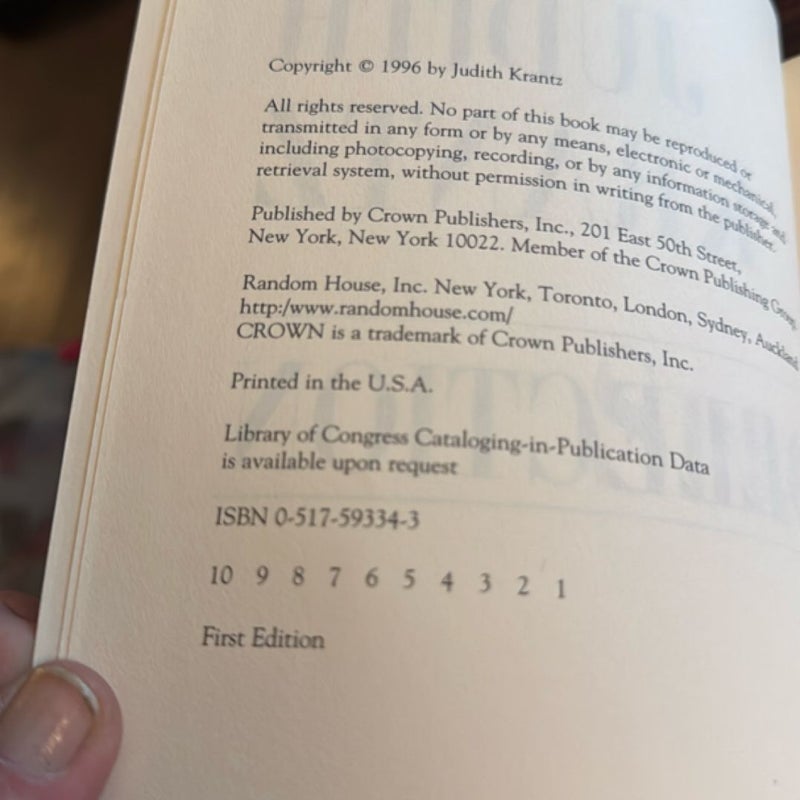 Copyright © 1996 by Judith Krantz
All rights reserved. No part of this book may be reproduced or
transmitted in any form or by any means, electronic or mechanical,
including photocopying, recording, or by any information storage and
retrieval system, without permission in writing from the publisher.
Published by Crown Publishers, Inc., 201 East 50th Street,
New York, New York 10022. Member of the Crown Publishing Group
Random House, Inc. New York, Toronto, London, Sydney, Auckland
http:/www.randomhouse.com/
CROWN is a trademark of Crown Publishers, Inc.
Printed in the U.S.A.
Library of Congress Cataloging-in-Publication Data
is available upon request
ISBN 0-517-59334-3
10 9 8 7 6 5 4 3 2 1
First Edition